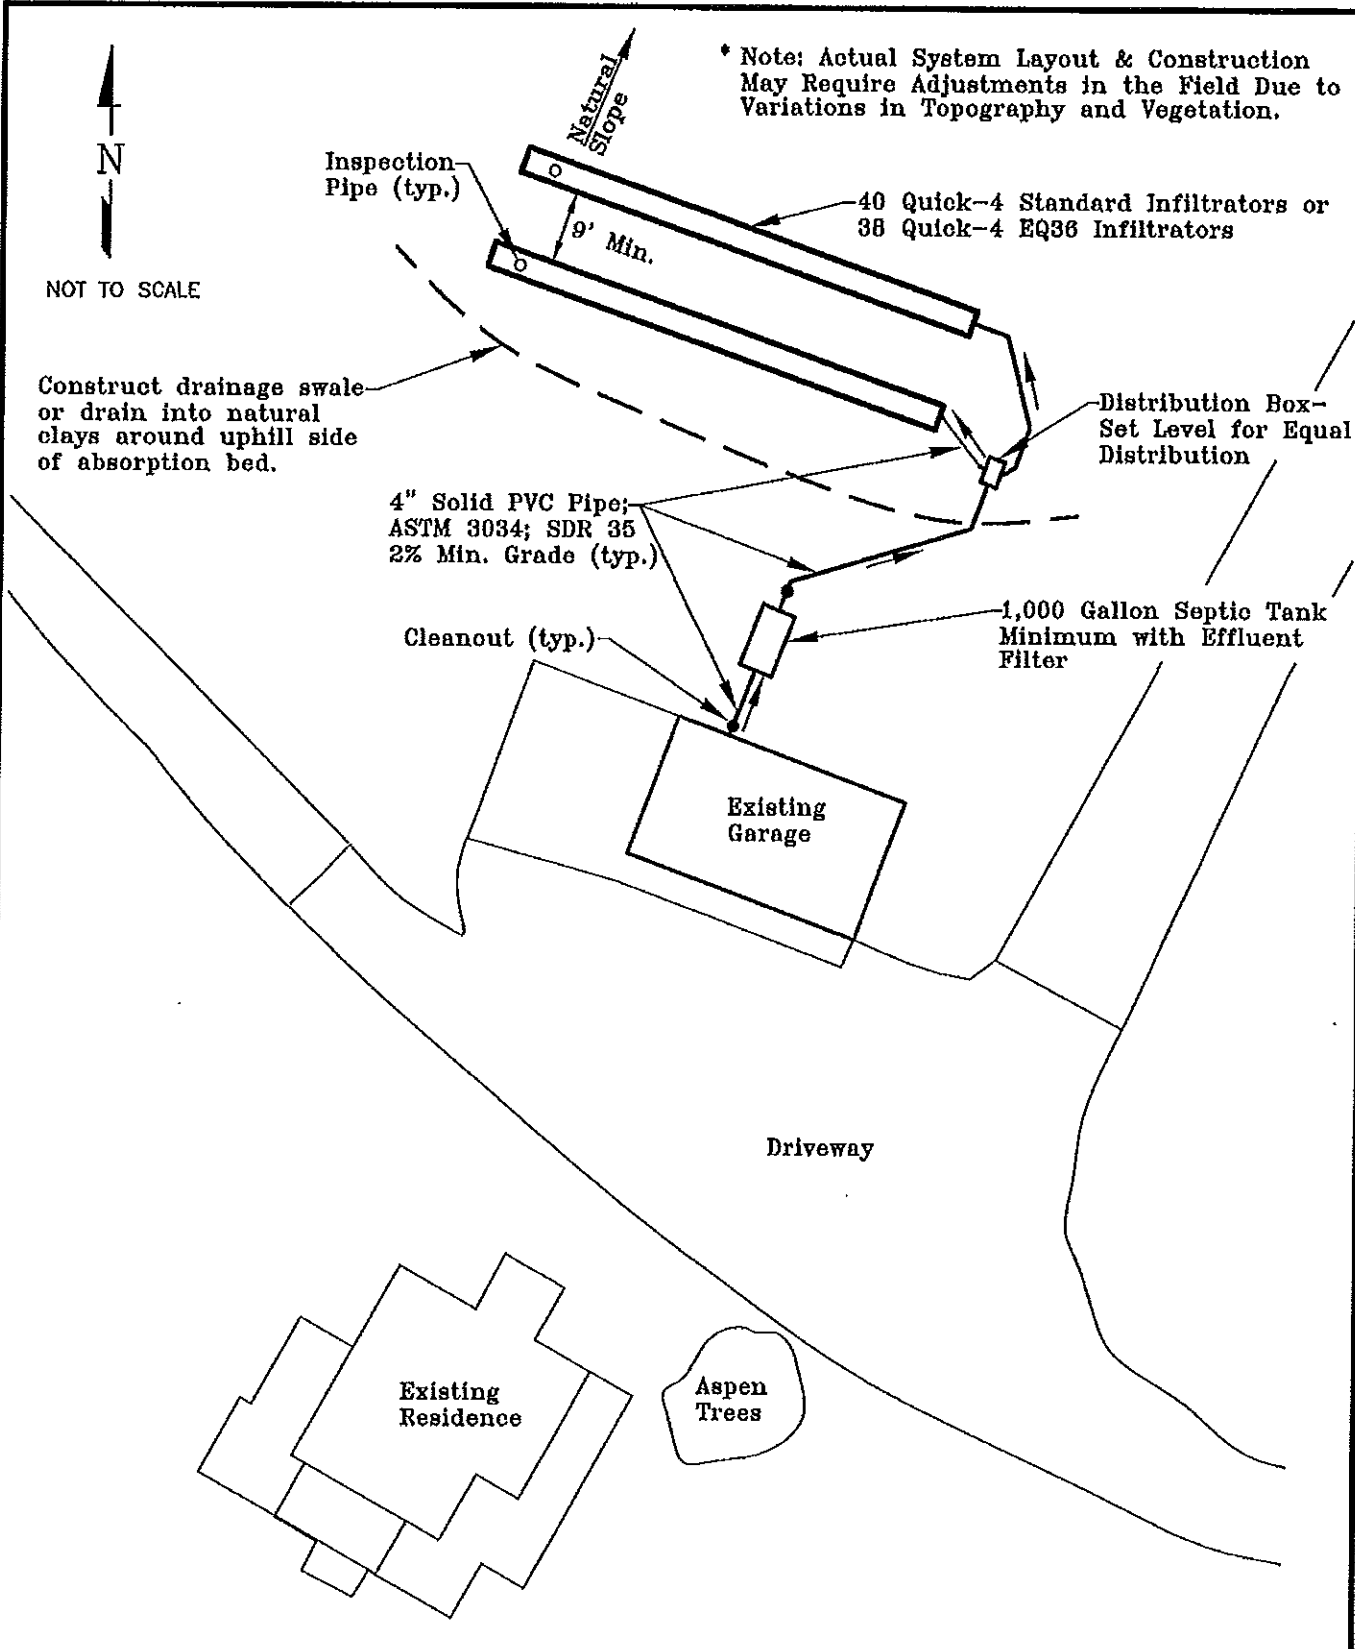 * Note: Actual System Layout & Construction
May Require Adjustments in the Field Due to
Variations in Topography and Vegetation.
Natural
Slope
N
Inspection
Pipe (typ.)
40 Quick-4 Standard Infiltrators or
38 Quick-4 EQ36 Infiltrators
9' Min.
NOT TO SCALE
Construct drainage swale
or drain into natural
clays around uphill side
of absorption bed.
Distribution Box-
Set Level for Equal
Distribution
4" Solid PVC Pipe;
ASTM 3034; SDR 35
2% Min. Grade (typ.)
1,000 Gallon Septic Tank
Minimum with Effluent
Filter
Cleanout (typ.)
Existing
Garage
Driveway
Existing
Residence
Aspen
Trees